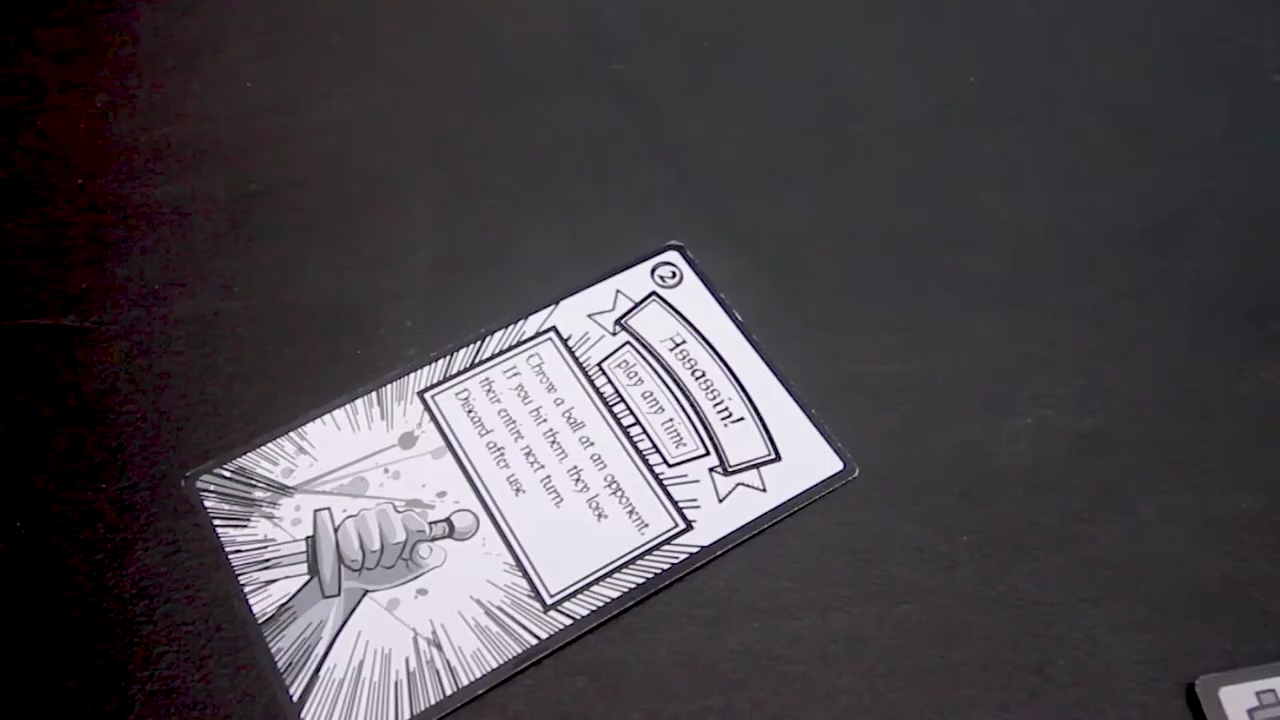 2
Assassin!
play any time
Throw a ball at an opponent.
If you hit them, they lose
their entire next turn.
Discard after use